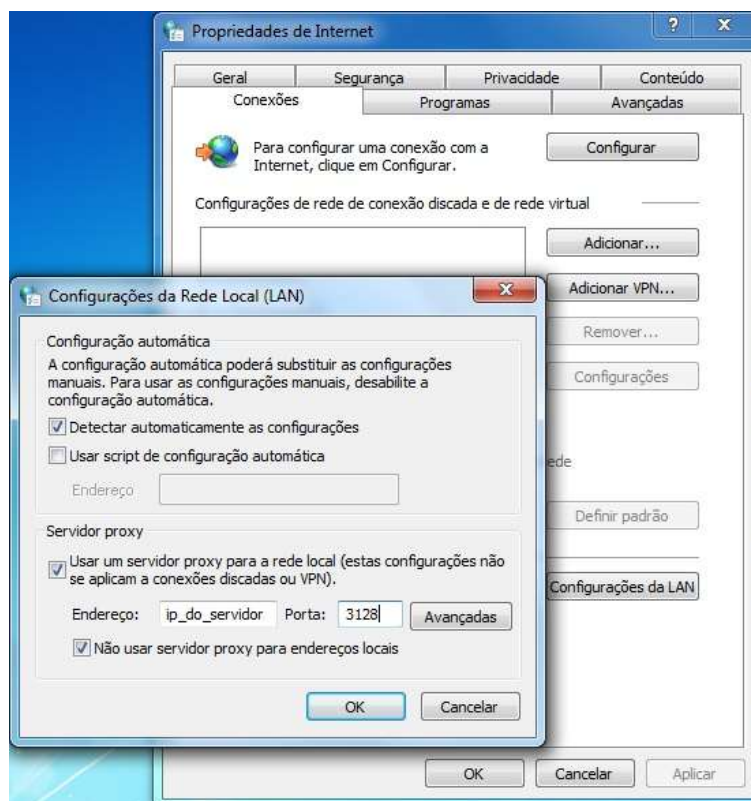 Propriedades de Internet
?
Geral
Segurança
Privacidade
Conteúdo
Conexões
Programas
Avançadas
Para configurar uma conexão com a
Internet, clique em Configurar.
Configurar
Configurações de rede de conexão discada e de rede virtual
Adicionar...
Adicionar VPN...
Remover...
Configurações
ede
Definir padrão
Configurações da LAN
OK
Cancelar
Aplicar
Configurações da Rede Local (LAN)
Configuração automática
A configuração automática poderá substituir as configurações
manuais. Para usar as configurações manuais, desabilite a
configuração automática.
Detectar automaticamente as configurações
Usar script de configuração automática
Endereço
Servidor proxy
Usar um servidor proxy para a rede local (estas configurações não
se aplicam a conexões discadas ou VPN).
Endereço: ip_do_servidor Porta: 3128 Avançadas
Não usar servidor proxy para endereços locais
OK
Cancelar